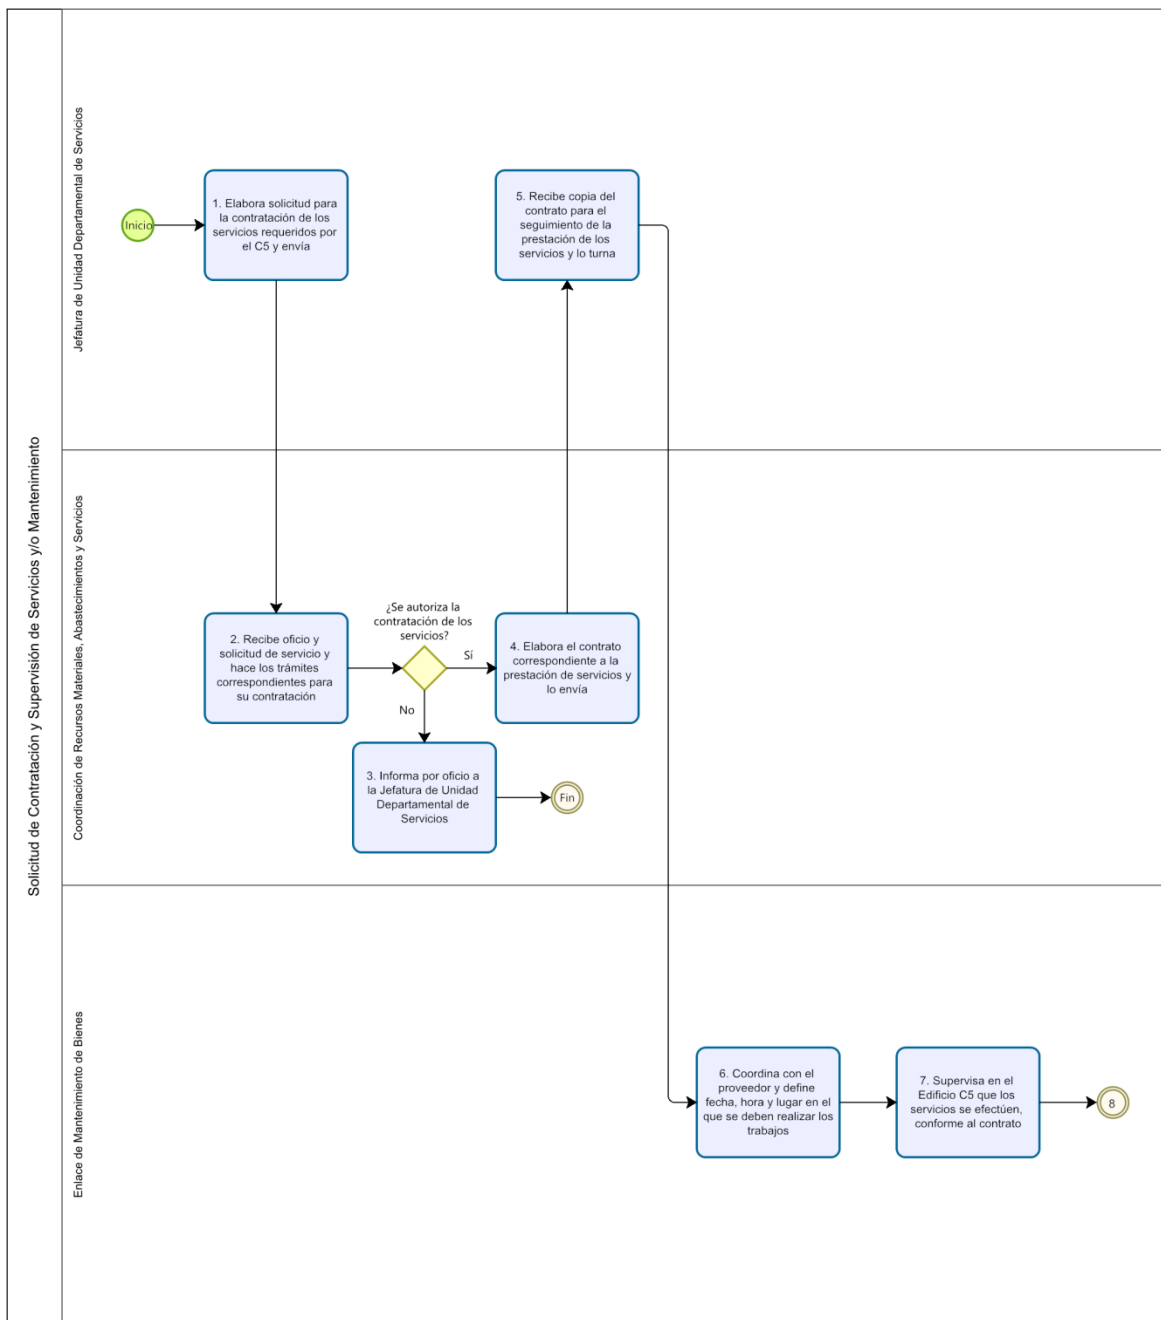 Solicitud de Contratación y Supervisión de Servicios y/o Mantenimiento
Jefatura de Unidad Departamental de Servicios
Inicio
1. Elabora solicitud para
la contratación de los
servicios requeridos por
el C5 y envía
5. Recibe copia del
contrato para el
seguimiento de la
prestación de los
servicios y lo turna
Coordinación de Recursos Materiales, Abastecimientos y Servicios
2. Recibe oficio y
solicitud de servicio y
hace los trámites
correspondientes para
su contratación
¿Se autoriza la
contratación de los
servicios?
Sí
No
4. Elabora el contrato
correspondiente a la
prestación de servicios y
lo envía
3. Informa por oficio a
la Jefatura de Unidad
Departamental de
Servicios
Fin
Enlace de Mantenimiento de Bienes
6. Coordina con el
proveedor y define
fecha, hora y lugar en el
que se deben realizar los
trabajos
7. Supervisa en el
Edificio C5 que los
servicios se efectúen,
conforme al contrato
8